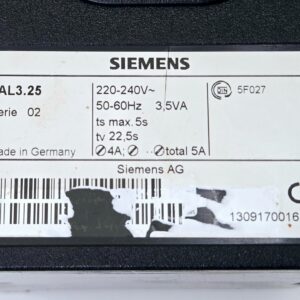 SIEMENS
AL3.25
erie 02
ade in Germany
220-240V~
50-60Hz 3,5VA
ts max.5s
tv 22,5s
4A; total 5A
5F027
Siemens AG
1309170016